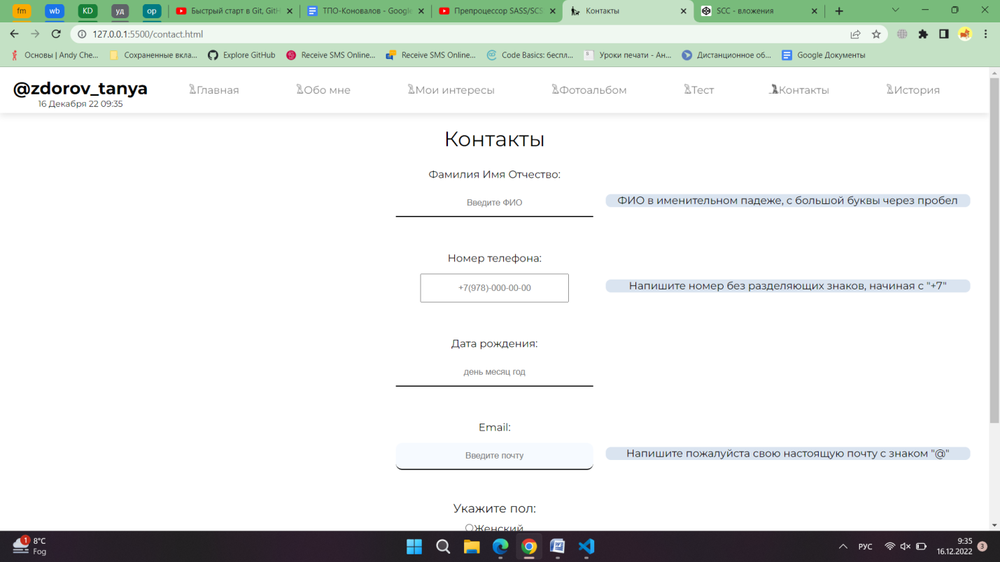 fm
wb
KD
уд
op
Быстрый старт в Git, GitH
ТПО-Коновалов - Google
Препроцессор SASS/SCS
Контакты
SCC - вложения
127.0.0.1:5500/contact.html
Основы | Andy Che...
Сохраненные вкла...
Explore GitHub
Receive SMS Online...
Receive SMS Online...
Code Basics: беспл...
Уроки печати - Ан...
Дистанционное об...
Google Документы
@zdorov_tanya
16 Декабря 22 09:35
Главная
Обо мне
Мои интересы
Фотоальбом
Тест
Контакты
История
Контакты
Фамилия Имя Отчество:
Введите ФИО
ФИО в именительном падеже, с большой буквы через пробел
Номер телефона:
+7(978)-000-00-00
Напишите номер без разделяющих знаков, начиная с "+7"
Дата рождения:
день месяц год
Email:
Введите почту
Напишите пожалуйста свою настоящую почту с знаком "@"
Укажите пол:
Женский
1
8°C
Fog
РУС
9:35
16.12.2022
3